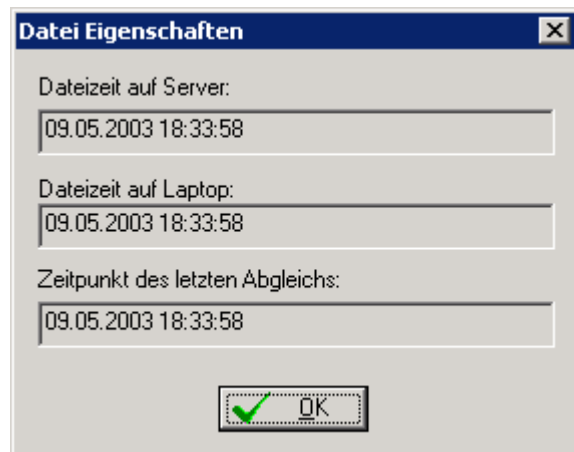 Datei Eigenschaften
Dateizeit auf Server:
09.05.2003 18:33:58
Dateizeit auf Laptop:
09.05.2003 18:33:58
Zeitpunkt des letzten Abgleichs:
09.05.2003 18:33:58
OK